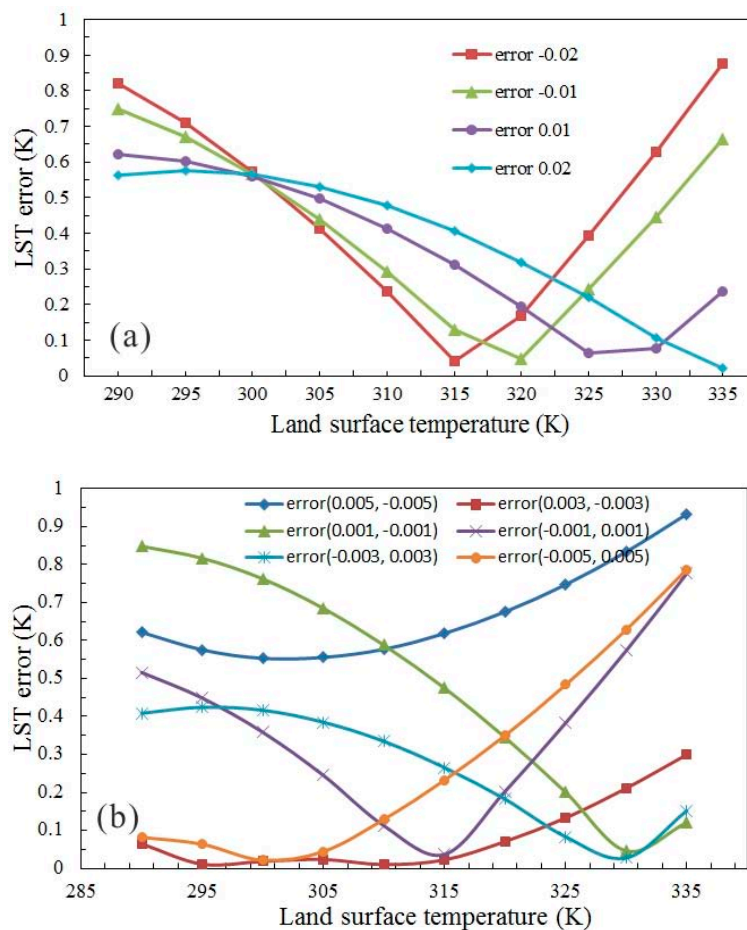 1
0.9
0.8
0.7
0.6
0.5
0.4
0.3
0.2
0.1
0
LST error (K)
error -0.02
error -0.01
error 0.01
error 0.02
(a)
290 295 300 305 310 315 320 325 330 335
Land surface temperature (K)
1
0.9
0.8
0.7
0.6
0.5
0.4
0.3
0.2
0.1
0
LST error (K)
error(0.005, -0.005) error(0.003, -0.003)
error(0.001, -0.001) error(-0.001, 0.001)
error(-0.003, 0.003) error(-0.005, 0.005)
(b)
285 295 305 315 325 335
Land surface temperature (K)